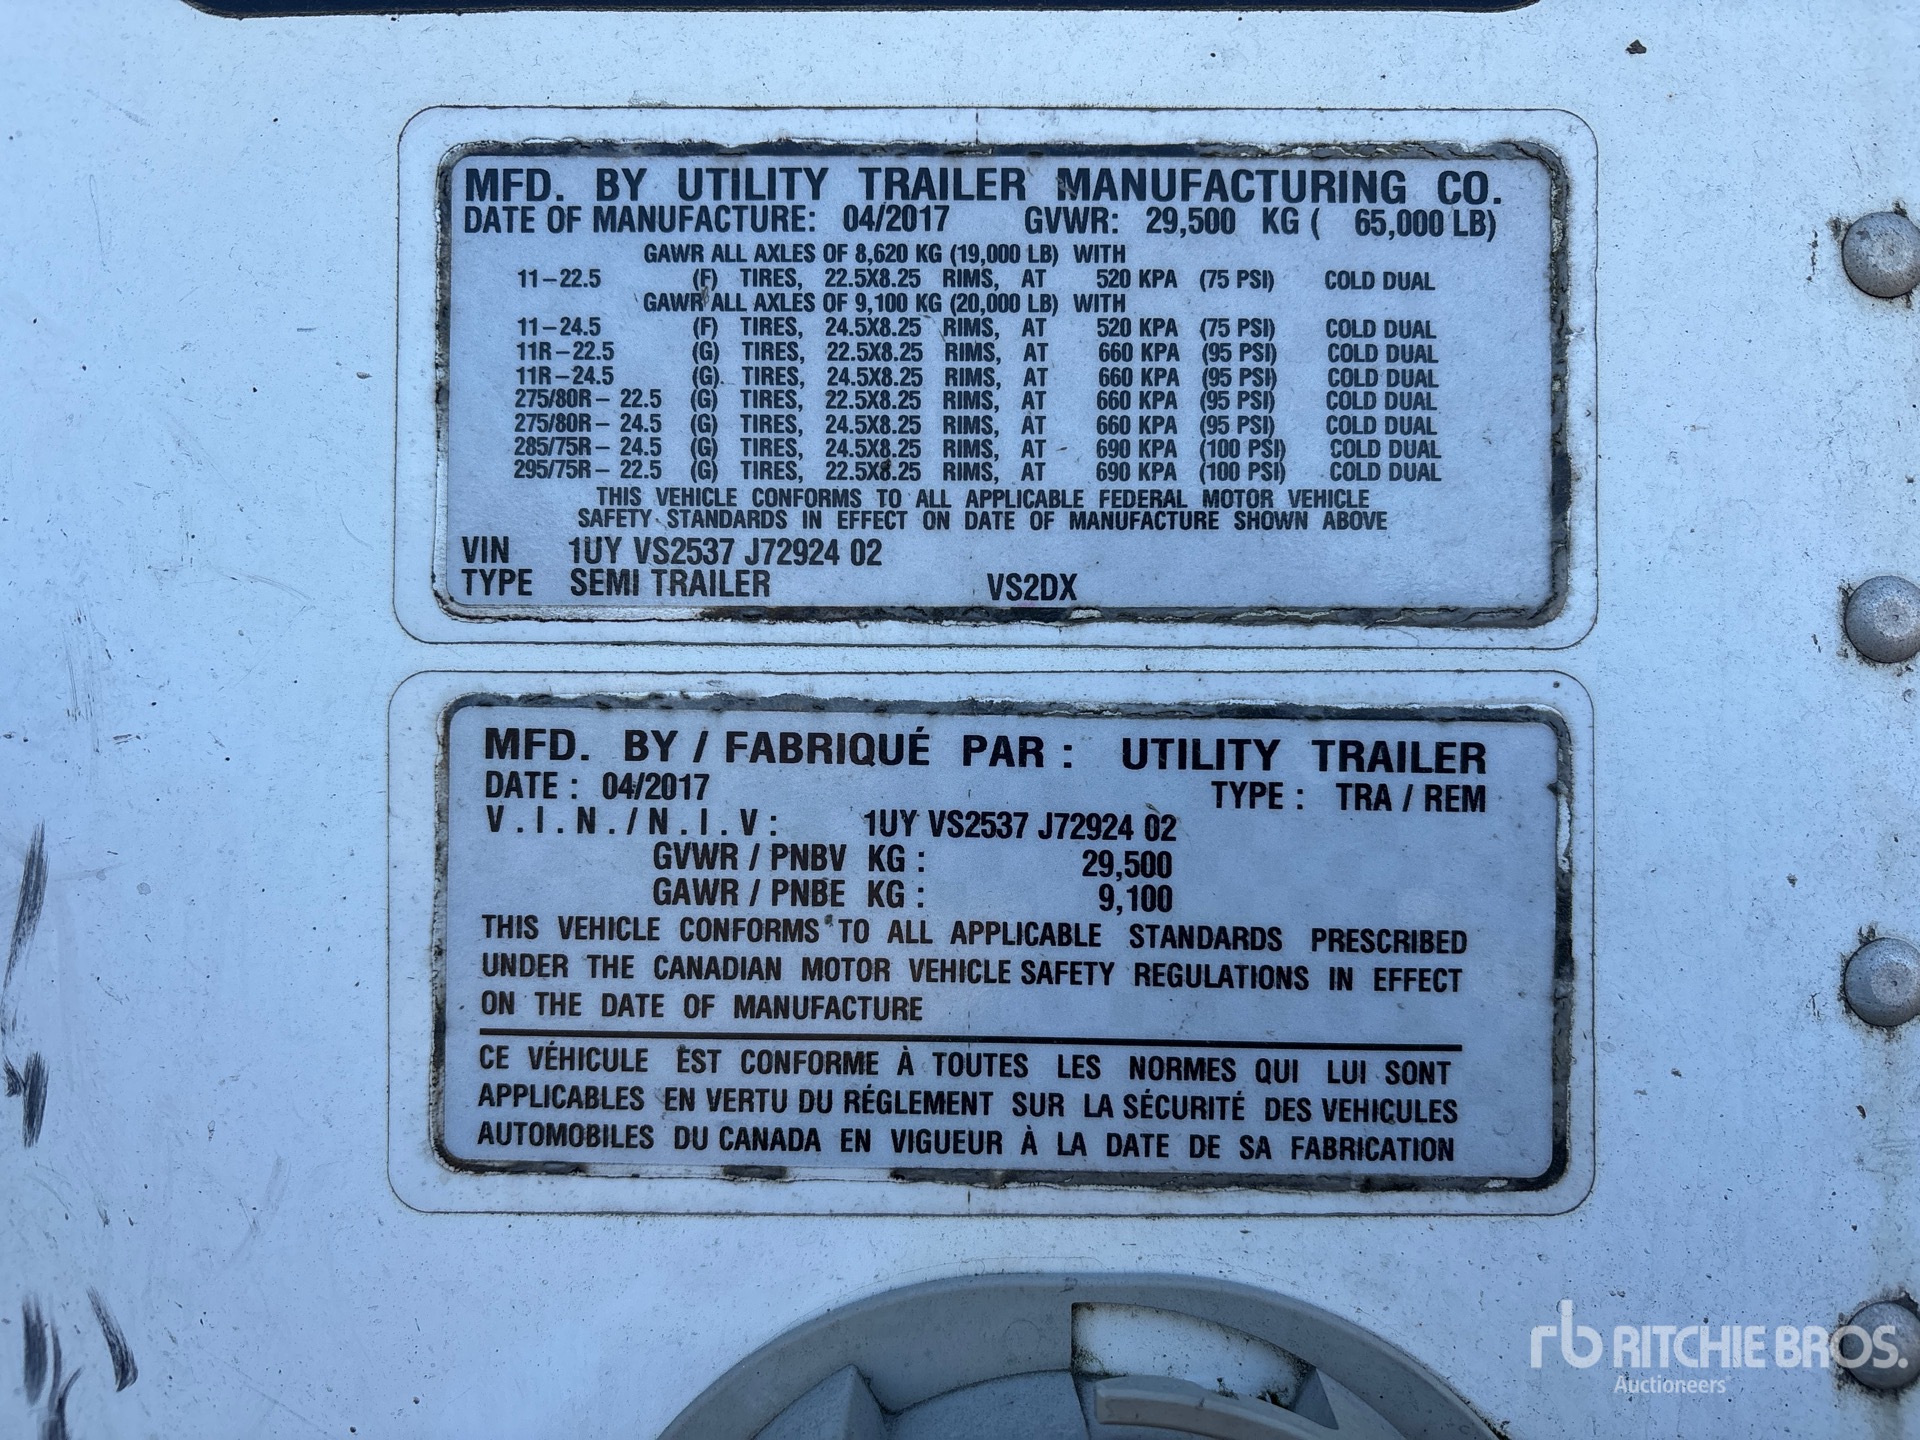 MFD. BY UTILITY TRAILER MANUFACTURING CO.
DATE OF MANUFACTURE: 04/2017 GVWR: 29,500 KG ( 65,000 LB)
GAWR ALL AXLES OF 8,620 KG (19,000 LB) WITH
11-22.5 (F) TIRES, 22.5X8.25 RIMS, AT 520 KPA (75 PSI) COLD DUAL
GAWR ALL AXLES OF 9,100 KG (20,000 LB) WITH
11-24.5 (F) TIRES, 24.5X8.25 RIMS, AT 520 KPA (75 PSI) COLD DUAL
11R-22.5 (G) TIRES, 22.5X8.25 RIMS, AT 660 KPA (95 PSI) COLD DUAL
11R-24.5 (G) TIRES, 24.5X8.25 RIMS, AT 660 KPA (95 PSI) COLD DUAL
275/80R- 22.5 (G) TIRES, 22.5X8.25 RIMS, AT 660 KPA (95 PSI) COLD DUAL
275/80R- 24.5 (G) TIRES, 24.5X8.25 RIMS, AT 660 KPA (95 PSI) COLD DUAL
285/75R- 24.5 (G) TIRES, 24.5X8.25 RIMS, AT 690 KPA (100 PSI) COLD DUAL
295/75R- 22.5 (G) TIRES, 22.5X8.25 RIMS, AT 690 KPA (100 PSI) COLD DUAL
THIS VEHICLE CONFORMS TO ALL APPLICABLE FEDERAL MOTOR VEHICLE
SAFETY STANDARDS IN EFFECT ON DATE OF MANUFACTURE SHOWN ABOVE
VIN 1UY VS2537 J72924 02
TYPE SEMI TRAILER VS2DX
MFD. BY / FABRIQUÉ PAR : UTILITY TRAILER
DATE : 04/2017 TYPE : TRA / REM
V.I.N./N.I.V: 1UY VS2537 J72924 02
GVWR / PNBV KG : 29,500
GAWR / PNBE KG : 9,100
THIS VEHICLE CONFORMS TO ALL APPLICABLE STANDARDS PRESCRIBED
UNDER THE CANADIAN MOTOR VEHICLE SAFETY REGULATIONS IN EFFECT
ON THE DATE OF MANUFACTURE
CE VÉHICULE EST CONFORME À TOUTES LES NORMES QUI LUI SONT
APPLICABLES EN VERTU DU RÉGLEMENT SUR LA SÉCURITÉ DES VEHICULES
AUTOMOBILES DU CANADA EN VIGUEUR À LA DATE DE SA FABRICATION
rb RITCHIE BROS.
Auctioneers